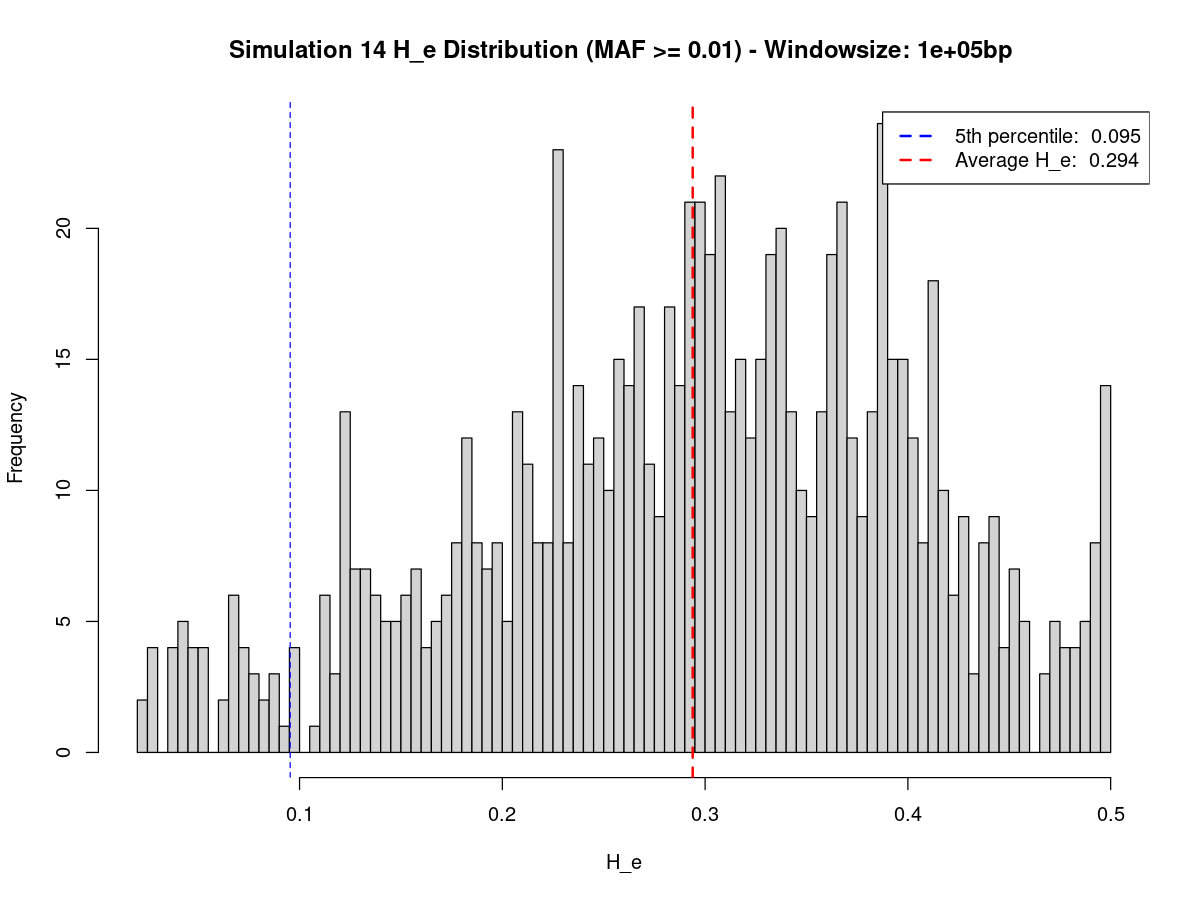 Simulation 14 H_e Distribution (MAF >= 0.01) - Windowsize: 1e+05bp
5th percentile:  0.095
Average H_e:  0.294
Frequency
20
15
10
5
0
0.1 0.2 0.3 0.4 0.5
H_e